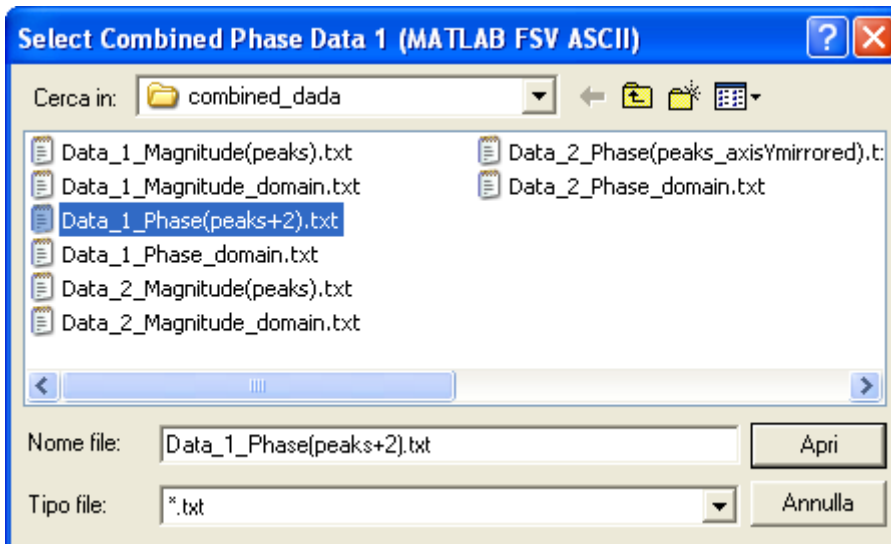 Select Combined Phase Data 1 (MATLAB FSV ASCII)
Cerca in: combined_dada
Data_1_Magnitude(peaks).txt
Data_1_Magnitude_domain.txt
Data_1_Phase(peaks+2).txt
Data_1_Phase_domain.txt
Data_2_Magnitude(peaks).txt
Data_2_Magnitude_domain.txt
Data_2_Phase(peaks_axisYmirrored).t
Data_2_Phase_domain.txt
Nome file: Data_1_Phase(peaks+2).txt Apri
Tipo file: *.txt Annulla